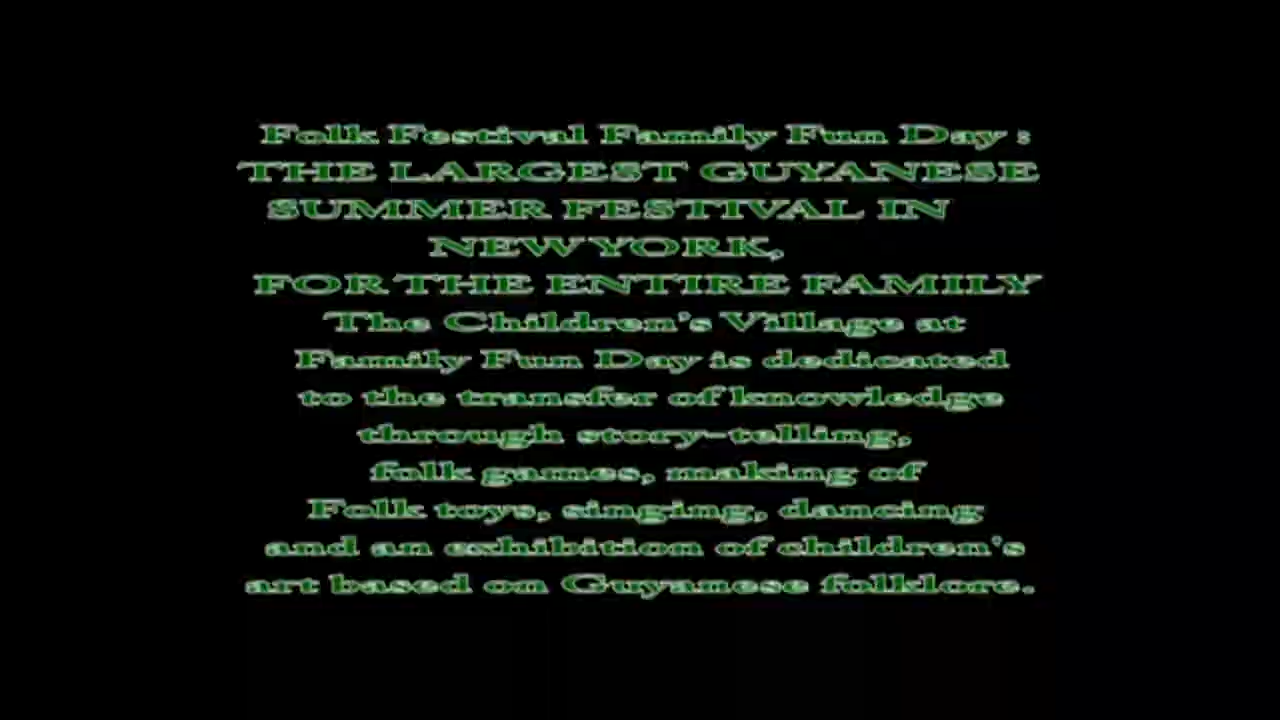 Folk Festival Family Fun Day :
THE LARGEST GUYANESE
SUMMER FESTIVAL IN
NEW YORK,
FOR THE ENTIRE FAMILY
The Children's Village at
Family Fun Day is dedicated
to the transfer of knowledge
through story-telling,
folk games, making of
Folk toys, singing, dancing
and an exhibition of children's
art based on Guyanese folklore.